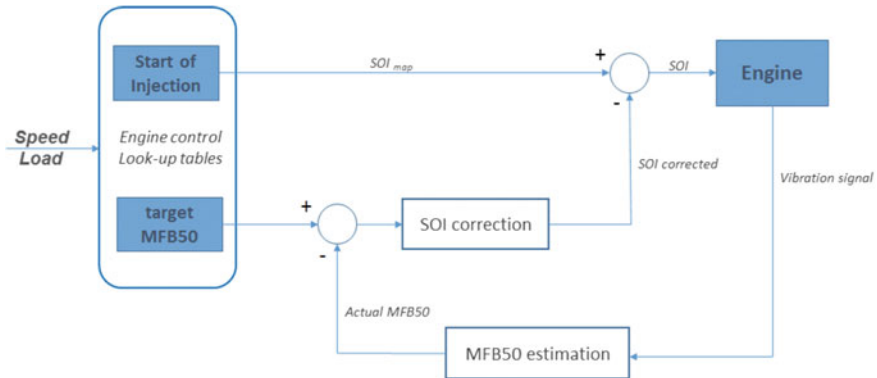 Start of
Injection
SOI map
+
-
SOI
Engine
Speed
Load
Engine control
Look-up tables
SOI corrected
Vibration signal
target
MFB50
+
-
SOI correction
Actual MFB50
MFB50 estimation